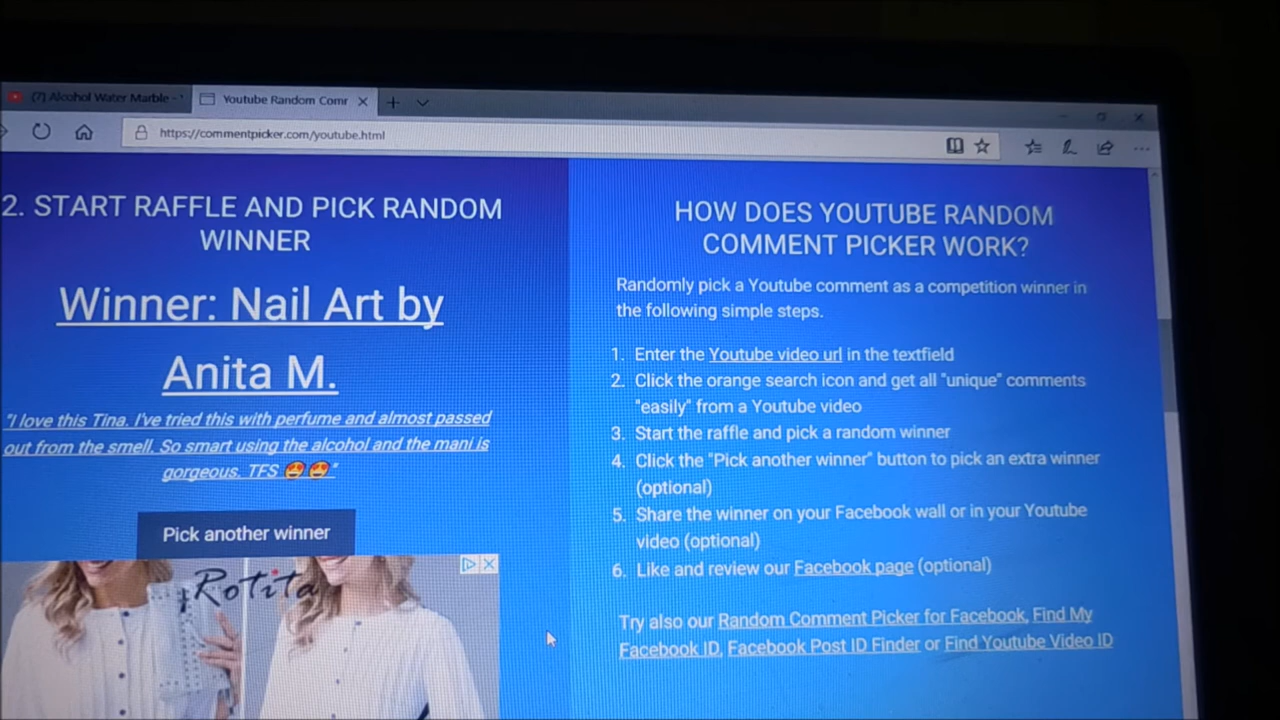 (7) Alcohol Water Marble -
Youtube Random Comr
https://commentpicker.com/youtube.html
2. START RAFFLE AND PICK RANDOM
WINNER
Winner: Nail Art by
Anita M.
"I love this Tina. I've tried this with perfume and almost passed
out from the smell. So smart using the alcohol and the mani is
gorgeous. TFS 😍😍"
Pick another winner
Rotita
HOW DOES YOUTUBE RANDOM
COMMENT PICKER WORK?
Randomly pick a Youtube comment as a competition winner in
the following simple steps.
1. Enter the Youtube video url in the textfield
2. Click the orange search icon and get all "unique" comments
"easily" from a Youtube video
3. Start the raffle and pick a random winner
4. Click the "Pick another winner" button to pick an extra winner
(optional)
5. Share the winner on your Facebook wall or in your Youtube
video (optional)
6. Like and review our Facebook page (optional)
Try also our Random Comment Picker for Facebook, Find My
Facebook ID, Facebook Post ID Finder or Find Youtube Video ID